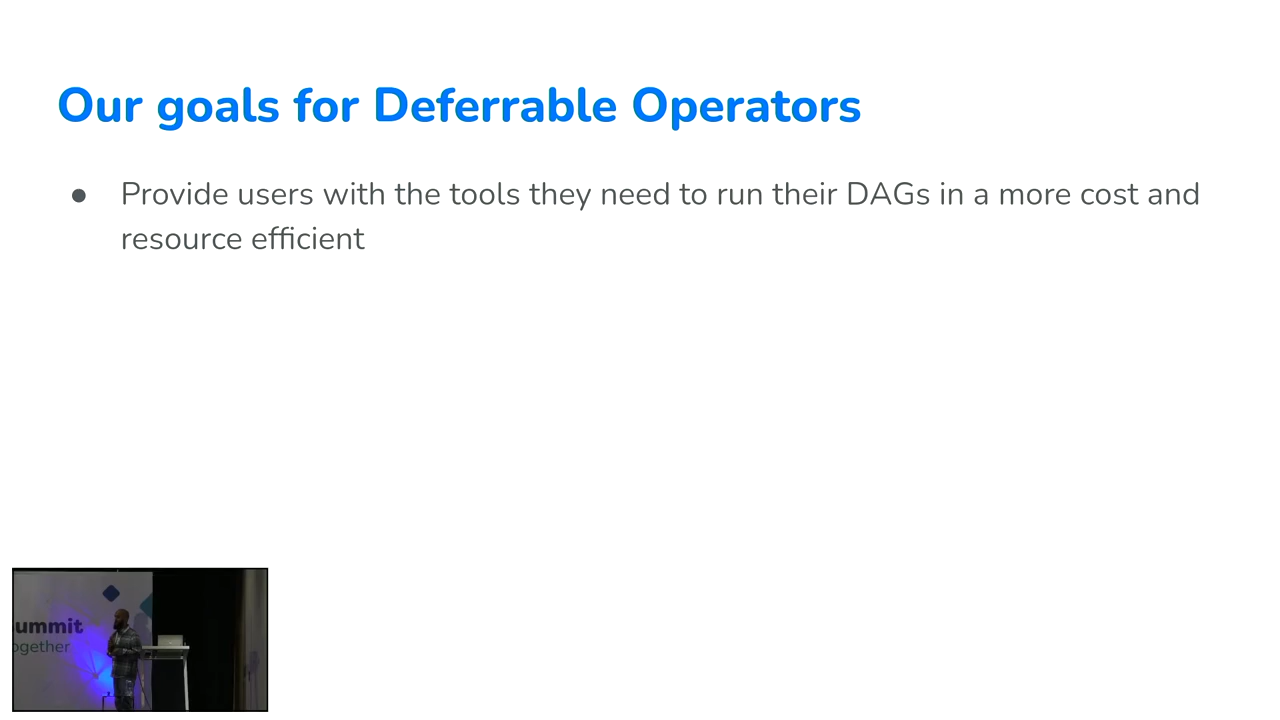 Our goals for Deferrable Operators
● Provide users with the tools they need to run their DAGs in a more cost and
resource efficient
ummit
ogether